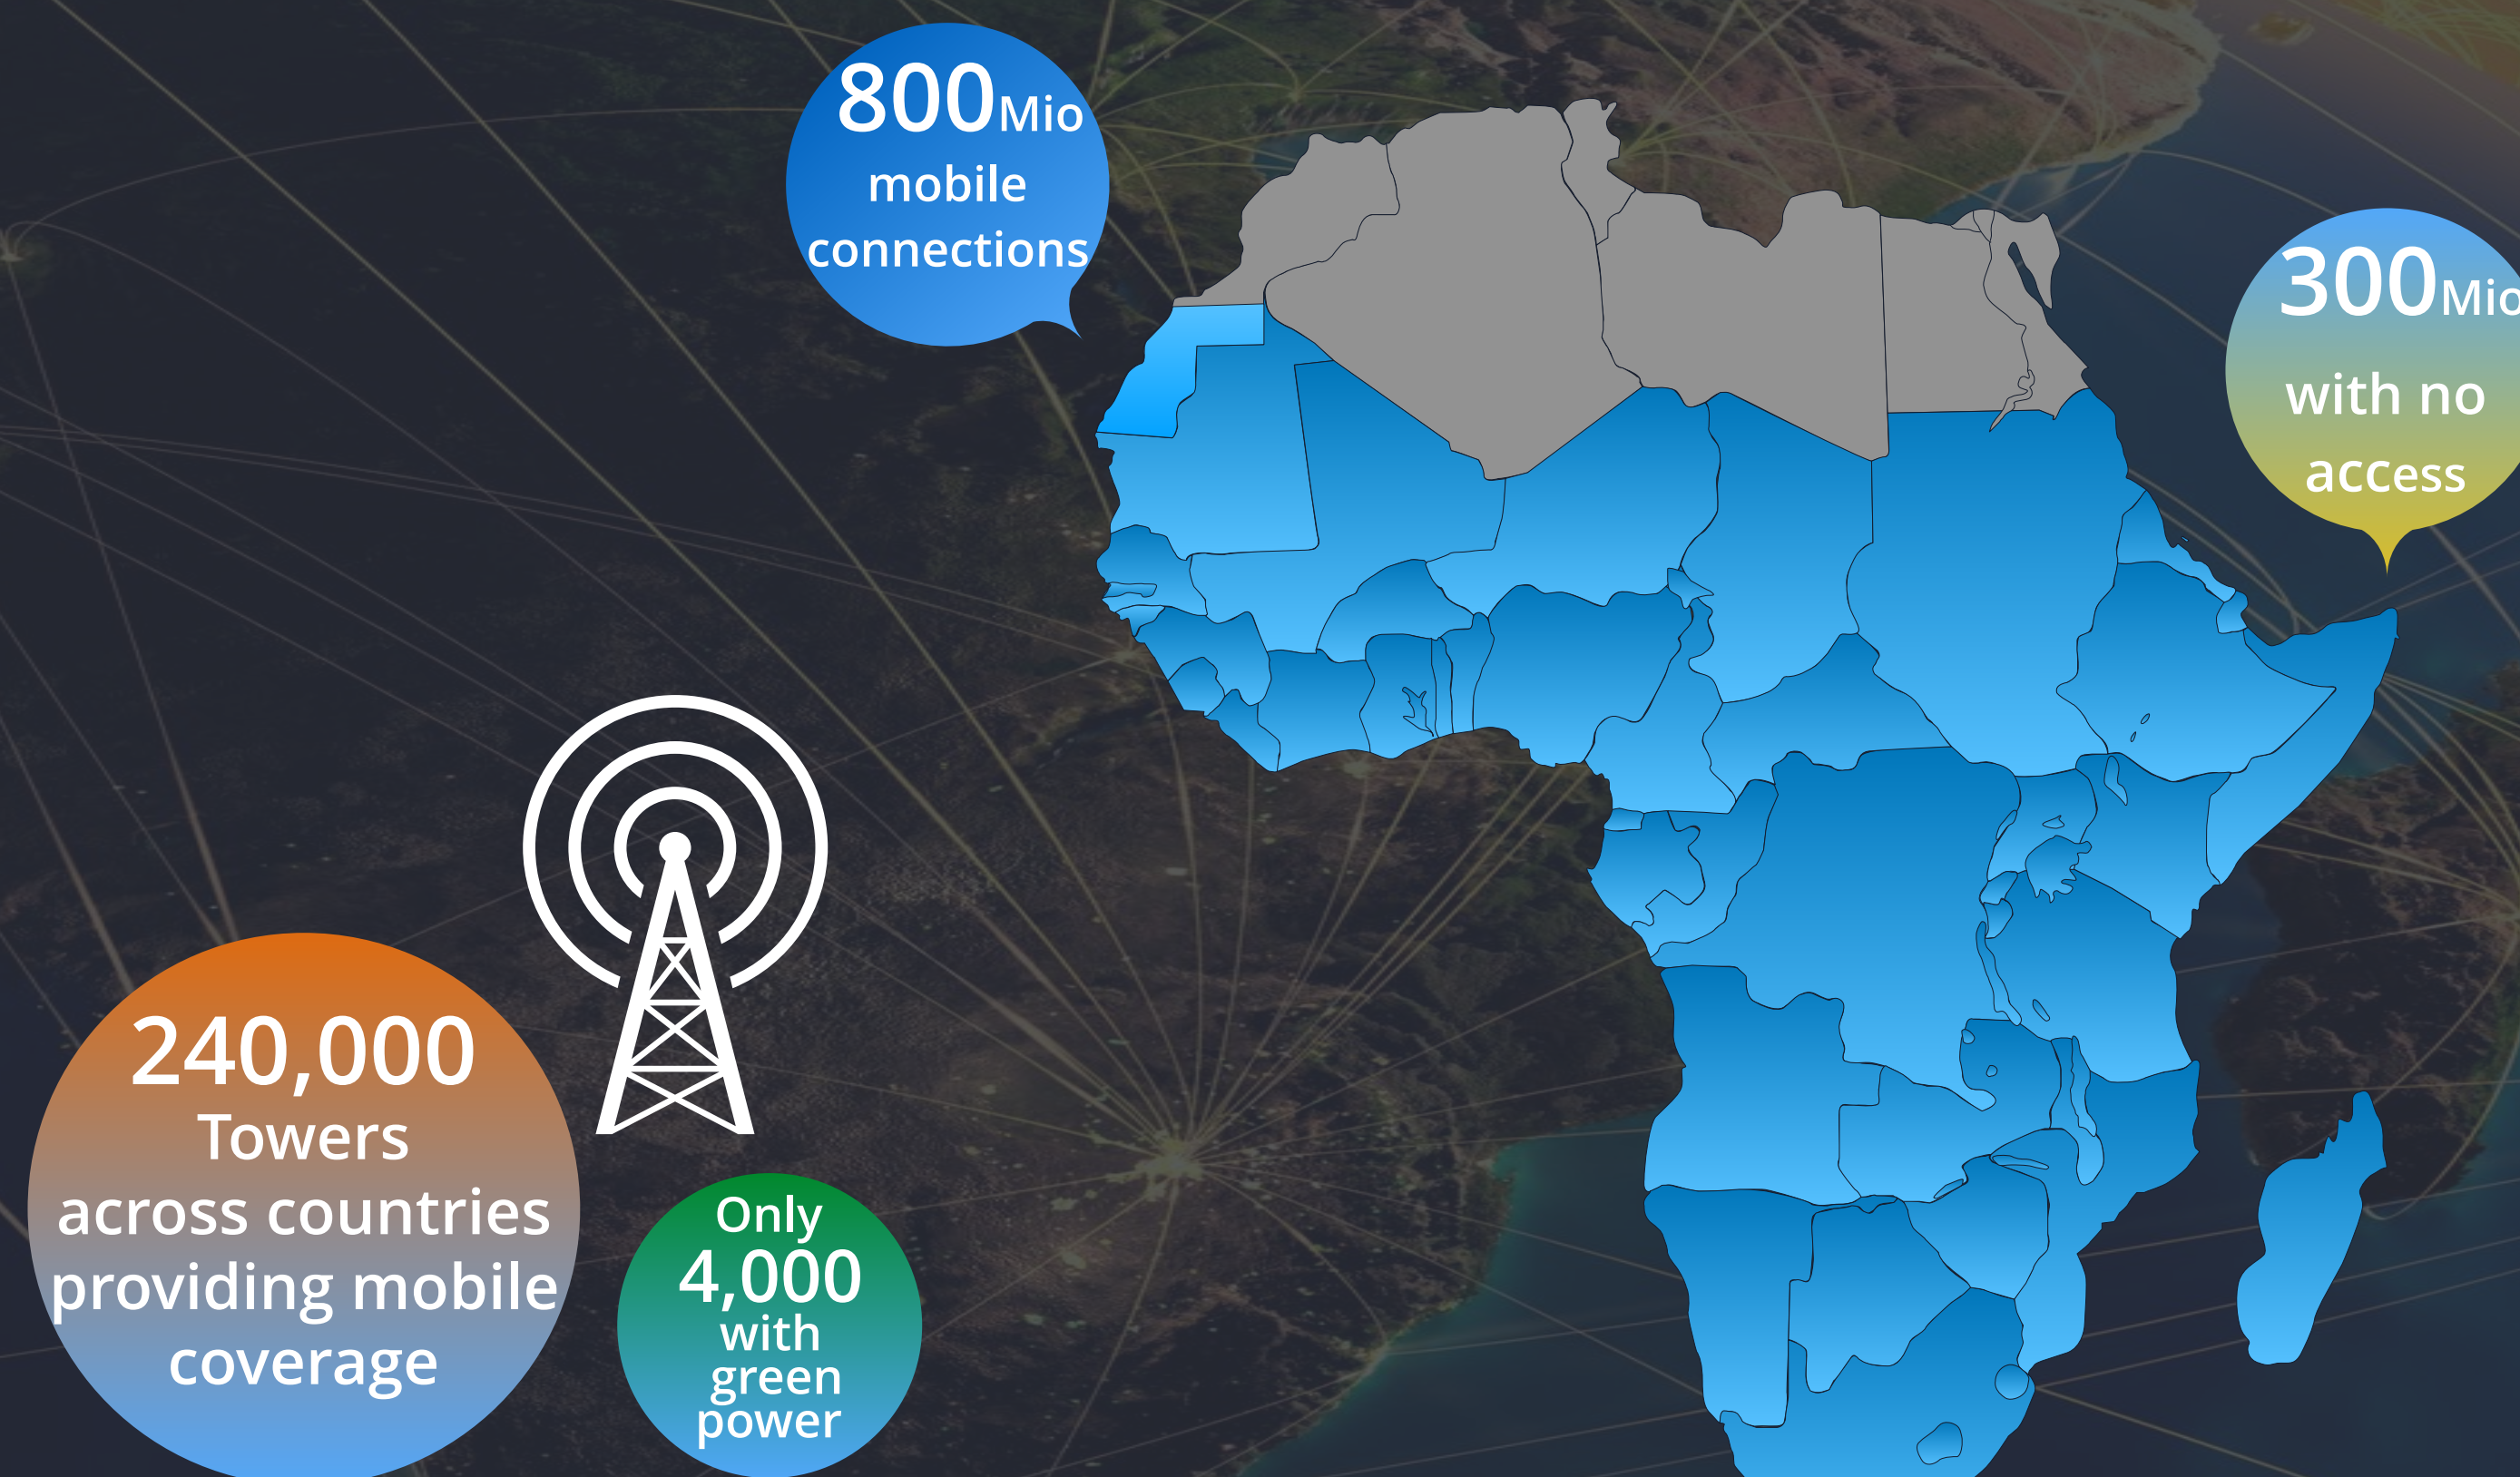 800Mio
mobile
connections
300Mio
with no
access
240,000
Towers
across countries
providing mobile
coverage
Only
4,000
with
green
power